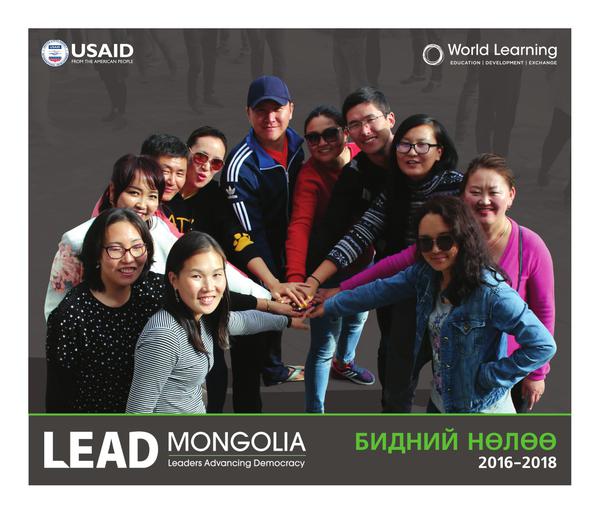 USAID
FROM THE AMERICAN PEOPLE
World Learning
EDUCATION | DEVELOPMENT | EXCHANGE
LEAD MONGOLIA
Leaders Advancing Democracy
БИДНИЙ НӨЛӨӨ
2016–2018